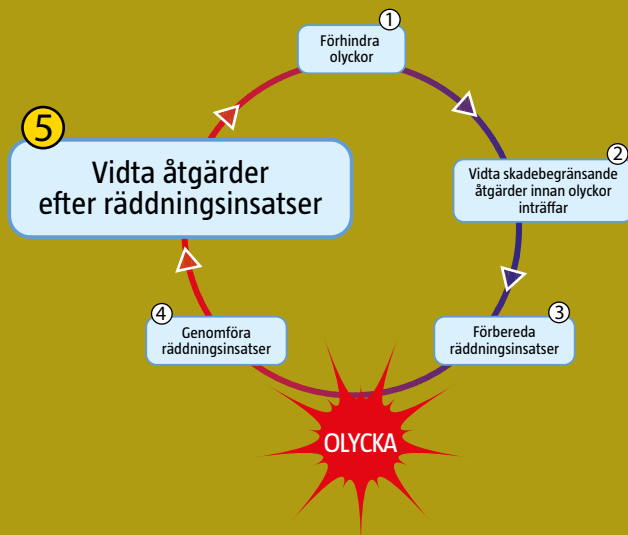 1
Förhindra
olyckor
2
Vidta skadebegränsande
åtgärder innan olyckor
inträffar
3
Förbereda
räddningsinsatser
OLYCKA
4
Genomföra
räddningsinsatser
5
Vidta åtgärder
efter räddningsinsatser